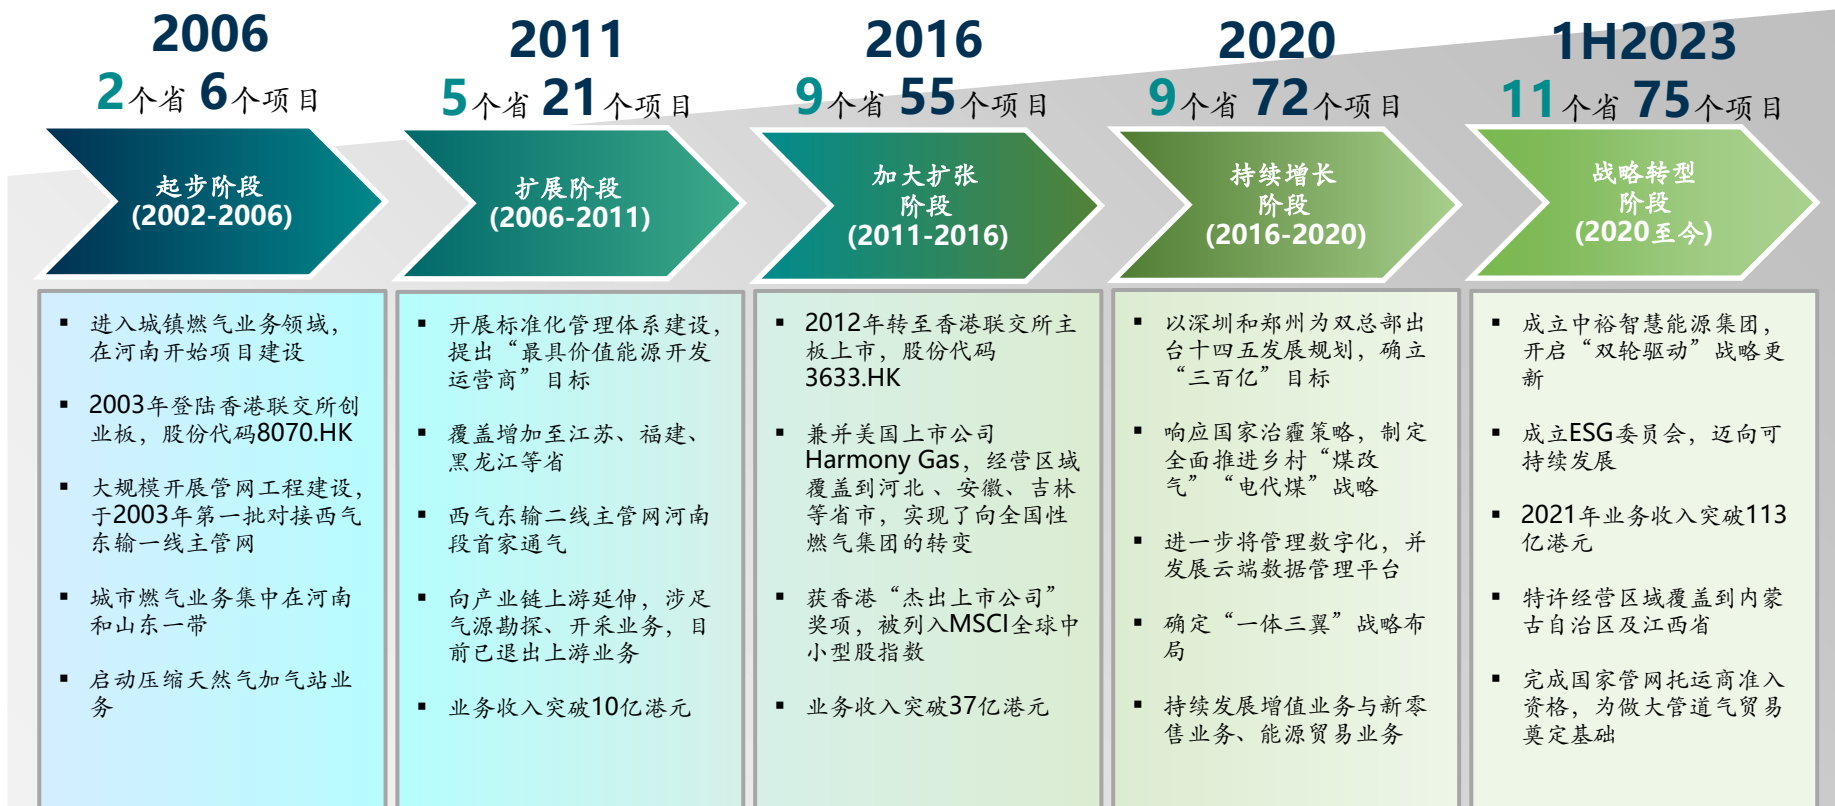 2006
2个省 6个项目
起步阶段
(2002-2006)
▪ 进入城镇燃气业务领域，
在河南开始项目建设
▪ 2003年登陆香港联交所创
业板，股份代码8070.HK
▪ 大规模开展管网工程建设，
于2003年第一批对接西气
东输一线主管网
▪ 城市燃气业务集中在河南
和山东一带
▪ 启动压缩天然气加气站业
务
2011
5个省 21个项目
扩展阶段
(2006-2011)
▪ 开展标准化管理体系建设，
提出“最具价值能源开发
运营商”目标
▪ 覆盖增加至江苏、福建、
黑龙江等省
▪ 西气东输二线主管网河南
段首家通气
▪ 向产业链上游延伸，涉足
气源勘探、开采业务，目
前已退出上游业务
▪ 业务收入突破10亿港元
2016
9个省 55个项目
加大扩张
阶段
(2011-2016)
▪ 2012年转至香港联交所主
板上市，股份代码
3633.HK
▪ 兼并美国上市公司
Harmony Gas，经营区域
覆盖到河北 、安徽、吉林
等省市，实现了向全国性
燃气集团的转变
▪ 获香港“杰出上市公司”
奖项，被列入MSCI全球中
小型股指数
▪ 业务收入突破37亿港元
2020
9个省 72个项目
持续增长
阶段
(2016-2020)
▪ 以深圳和郑州为双总部出
台十四五发展规划，确立
“三百亿”目标
▪ 响应国家治霾策略，制定
全面推进乡村“煤改
气”“电代煤”战略
▪ 进一步将管理数字化，并
发展云端数据管理平台
▪ 确定“一体三翼”战略布
局
▪ 持续发展增值业务与新零
售业务、能源贸易业务
1H2023
11个省 75个项目
战略转型
阶段
(2020至今)
▪ 成立中裕智慧能源集团，
开启“双轮驱动”战略更
新
▪ 成立ESG委员会，迈向可
持续发展
▪ 2021年业务收入突破113
亿港元
▪ 特许经营区域覆盖到内蒙
古自治区及江西省
▪ 完成国家管网托运商准入
资格，为做大管道气贸易
奠定基础